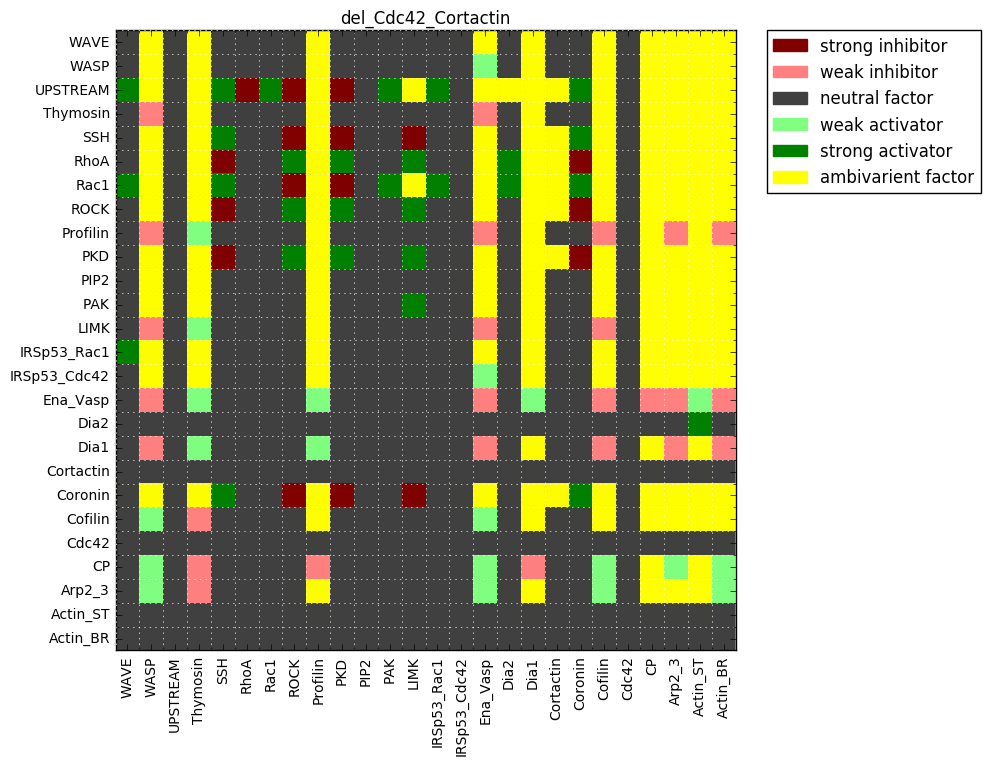 del_Cdc42_Cortactin
WAVE
WASP
UPSTREAM
Thymosin
SSH
RhoA
Rac1
ROCK
Profilin
PKD
PIP2
PAK
LIMK
IRSp53_Rac1
IRSp53_Cdc42
Ena_Vasp
Dia2
Dia1
Cortactin
Coronin
Cofilin
Cdc42
CP
Arp2_3
Actin_ST
Actin_BR
WAVE
WASP
UPSTREAM
Thymosin
SSH
RhoA
Rac1
ROCK
Profilin
PKD
PIP2
PAK
LIMK
IRSp53_Rac1
IRSp53_Cdc42
Ena_Vasp
Dia2
Dia1
Cortactin
Coronin
Cofilin
Cdc42
CP
Arp2_3
Actin_ST
Actin_BR
strong inhibitor
weak inhibitor
neutral factor
weak activator
strong activator
ambivarient factor